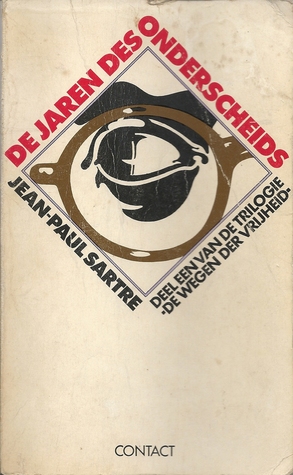 DE JAREN DES
ONDERSCHEIDS
JEAN-PAUL SARTRE
DEEL EEN VAN DE TRILOGIE
-DE WEGEN DER VRIJHEID-
CONTACT